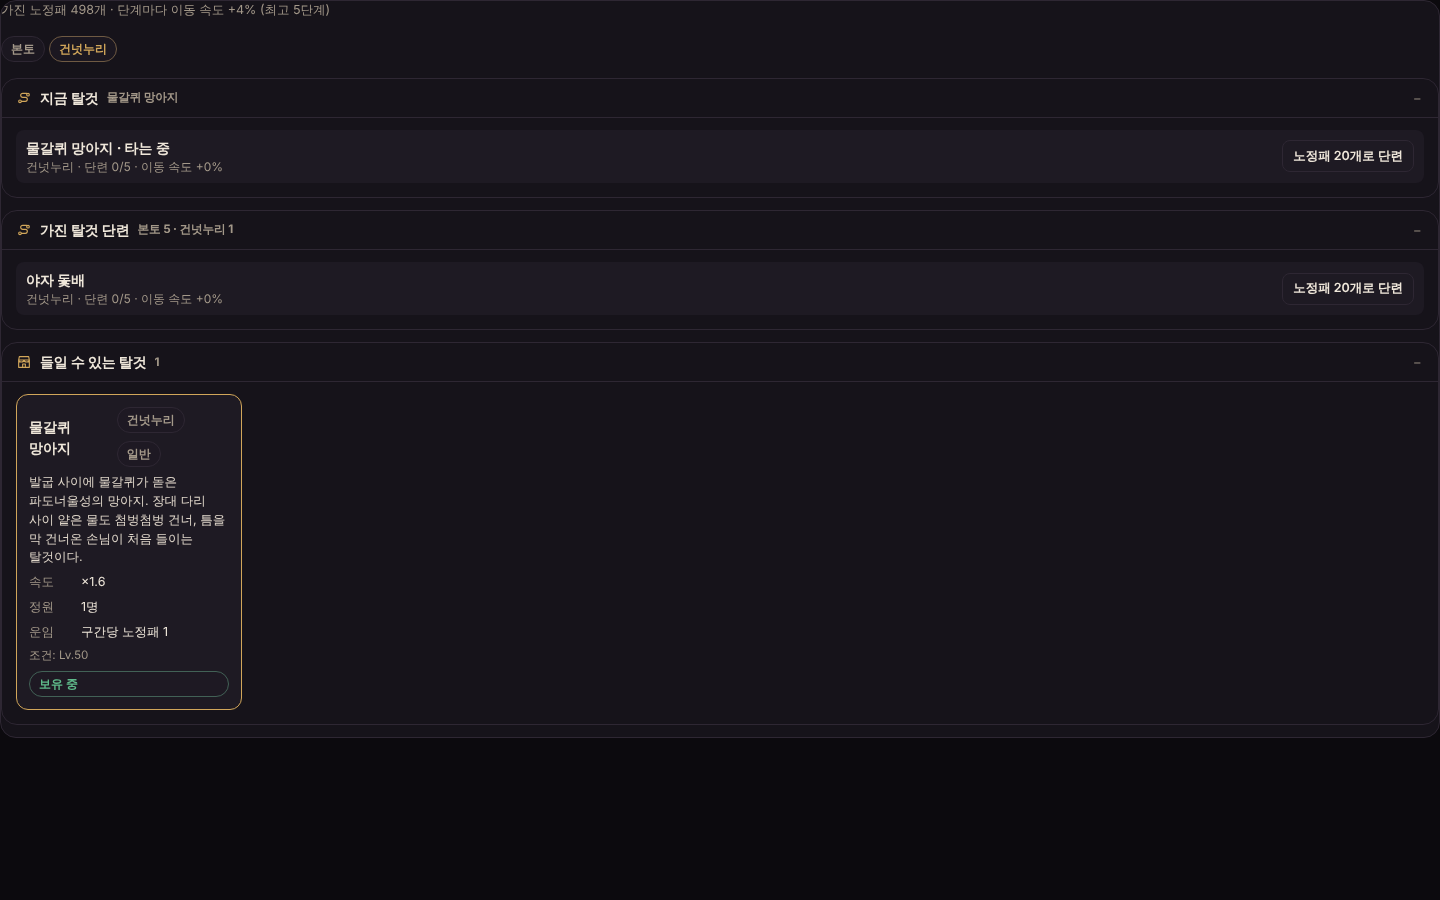 가진 노정패 498개 · 단계마다 이동 속도 +4% (최고 5단계)
본토 건넛누리
지금 탈것 물갈퀴 망아지 –
물갈퀴 망아지 · 타는 중
건넛누리 · 단련 0/5 · 이동 속도 +0%
노정패 20개로 단련
가진 탈것 단련 본토 5 · 건넛누리 1 –
야자 돛배
건넛누리 · 단련 0/5 · 이동 속도 +0%
노정패 20개로 단련
들일 수 있는 탈것 1 –
물갈퀴
망아지
건넛누리
일반
발굽 사이에 물갈퀴가 돋은
파도너울성의 망아지. 장대 다리
사이 얕은 물도 첨벙첨벙 건너, 틈을
막 건너온 손님이 처음 들이는
탈것이다.
속도 ×1.6
정원 1명
운임 구간당 노정패 1
조건: Lv.50
보유 중